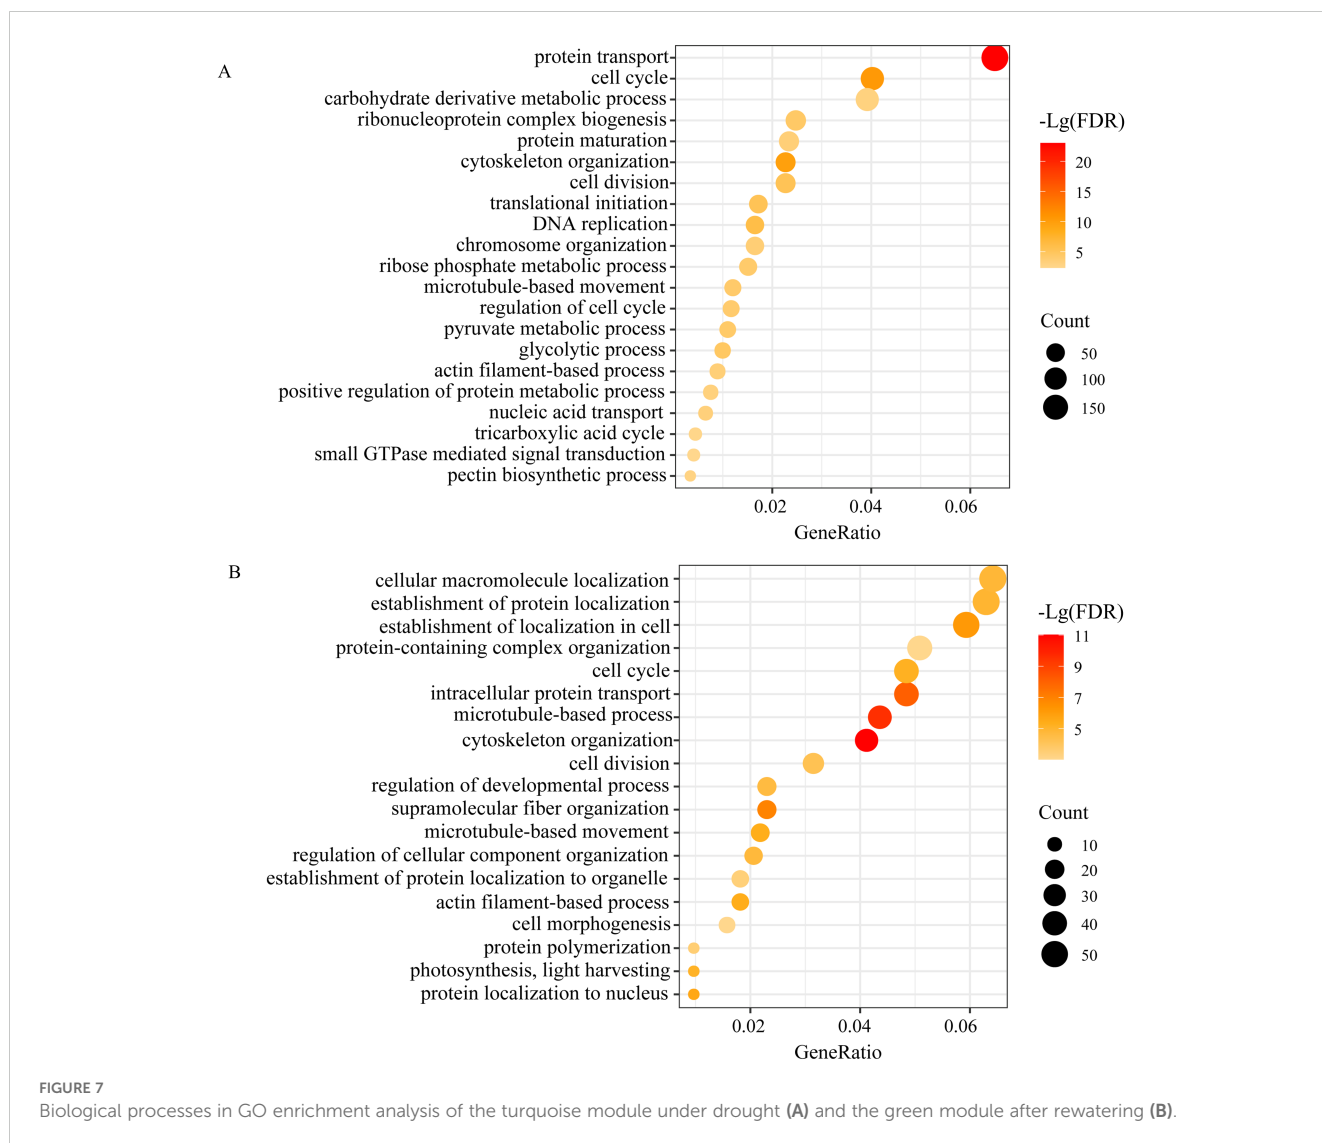 A
protein transport
cell cycle
carbohydrate derivative metabolic process
ribonucleoprotein complex biogenesis
protein maturation
cytoskeleton organization
cell division
translational initiation
DNA replication
chromosome organization
ribose phosphate metabolic process
microtubule-based movement
regulation of cell cycle
pyruvate metabolic process
glycolytic process
actin filament-based process
positive regulation of protein metabolic process
nucleic acid transport
tricarboxylic acid cycle
small GTPase mediated signal transduction
pectin biosynthetic process
0.02 0.04 0.06
GeneRatio
-Lg(FDR)
20
15
10
5
Count
50
100
150
B
cellular macromolecule localization
establishment of protein localization
establishment of localization in cell
protein-containing complex organization
cell cycle
intracellular protein transport
microtubule-based process
cytoskeleton organization
cell division
regulation of developmental process
supramolecular fiber organization
microtubule-based movement
regulation of cellular component organization
establishment of protein localization to organelle
actin filament-based process
cell morphogenesis
protein polymerization
photosynthesis, light harvesting
protein localization to nucleus
0.02 0.04 0.06
GeneRatio
-Lg(FDR)
11
9
7
5
Count
10
20
30
40
50
FIGURE 7
Biological processes in GO enrichment analysis of the turquoise module under drought (A) and the green module after rewatering (B).